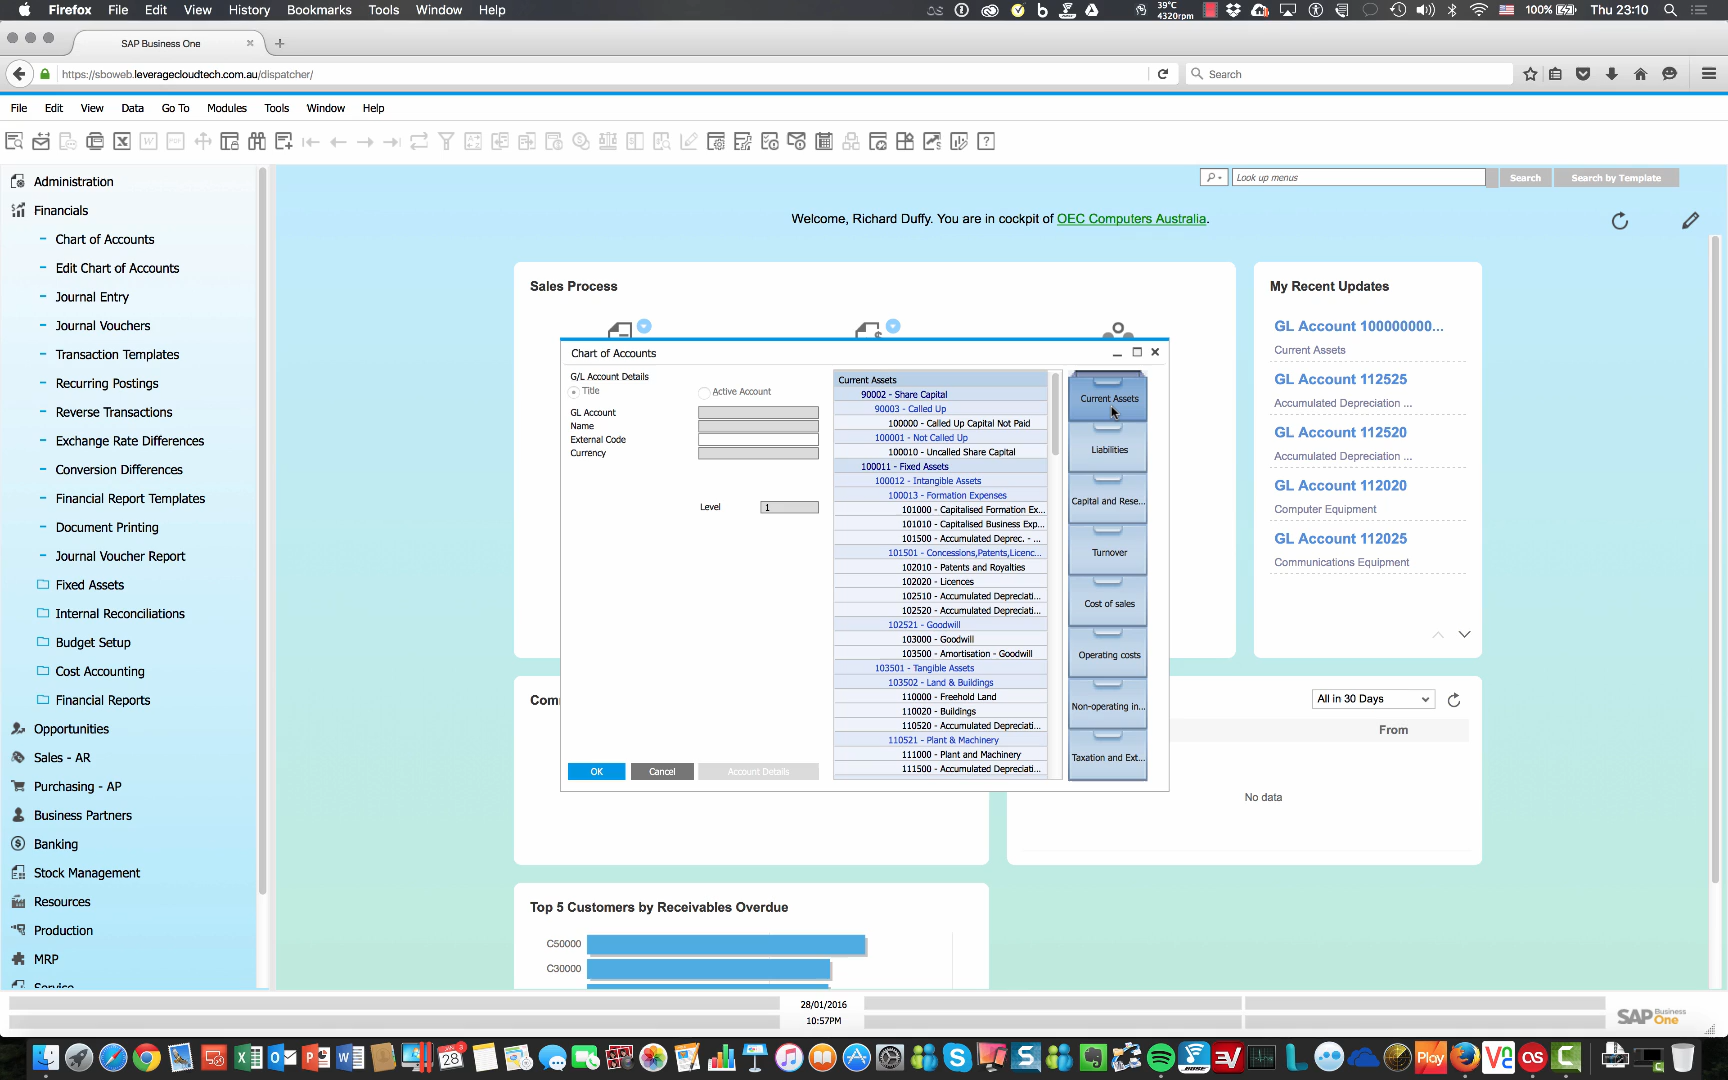 Firefox File Edit View History Bookmarks Tools Window Help
39°C
4320rpm
100%
Thu 23:10
SAP Business One
https://sboweb.leveragecloudtech.com.au/dispatcher/
Search
File Edit View Data Go To Modules Tools Window Help
Administration
Financials
Chart of Accounts
Edit Chart of Accounts
Journal Entry
Journal Vouchers
Transaction Templates
Recurring Postings
Reverse Transactions
Exchange Rate Differences
Conversion Differences
Financial Report Templates
Document Printing
Journal Voucher Report
Fixed Assets
Internal Reconciliations
Budget Setup
Cost Accounting
Financial Reports
Opportunities
Sales - AR
Purchasing - AP
Business Partners
Banking
Stock Management
Resources
Production
MRP
Service
Look up menus
Search
Search by Template
Welcome, Richard Duffy. You are in cockpit of OEC Computers Australia.
Sales Process
Chart of Accounts
G/L Account Details
Title
Active Account
GL Account
Name
External Code
Currency
Level 1
OK
Cancel
Account Details
Current Assets
90002 - Share Capital
90003 - Called Up
100000 - Called Up Capital Not Paid
100001 - Not Called Up
100010 - Uncalled Share Capital
100011 - Fixed Assets
100012 - Intangible Assets
100013 - Formation Expenses
101000 - Capitalised Formation Ex...
101010 - Capitalised Business Exp...
101500 - Accumulated Deprec. - ...
101501 - Concessions,Patents,Licenc...
102010 - Patents and Royalties
102020 - Licences
102510 - Accumulated Depreciati...
102520 - Accumulated Depreciati...
102521 - Goodwill
103000 - Goodwill
103500 - Amortisation - Goodwill
103501 - Tangible Assets
103502 - Land & Buildings
110000 - Freehold Land
110020 - Buildings
110520 - Accumulated Depreciati...
110521 - Plant & Machinery
111000 - Plant and Machinery
111500 - Accumulated Depreciati...
Current Assets
Liabilities
Capital and Rese...
Turnover
Cost of sales
Operating costs
Non-operating in...
Taxation and Ext...
My Recent Updates
GL Account 100000000...
Current Assets
GL Account 112525
Accumulated Depreciation ...
GL Account 112520
Accumulated Depreciation ...
GL Account 112020
Computer Equipment
GL Account 112025
Communications Equipment
Com
All in 30 Days
From
No data
Top 5 Customers by Receivables Overdue
C50000
C30000
28/01/2016
10:57PM
SAP Business One
28
Play